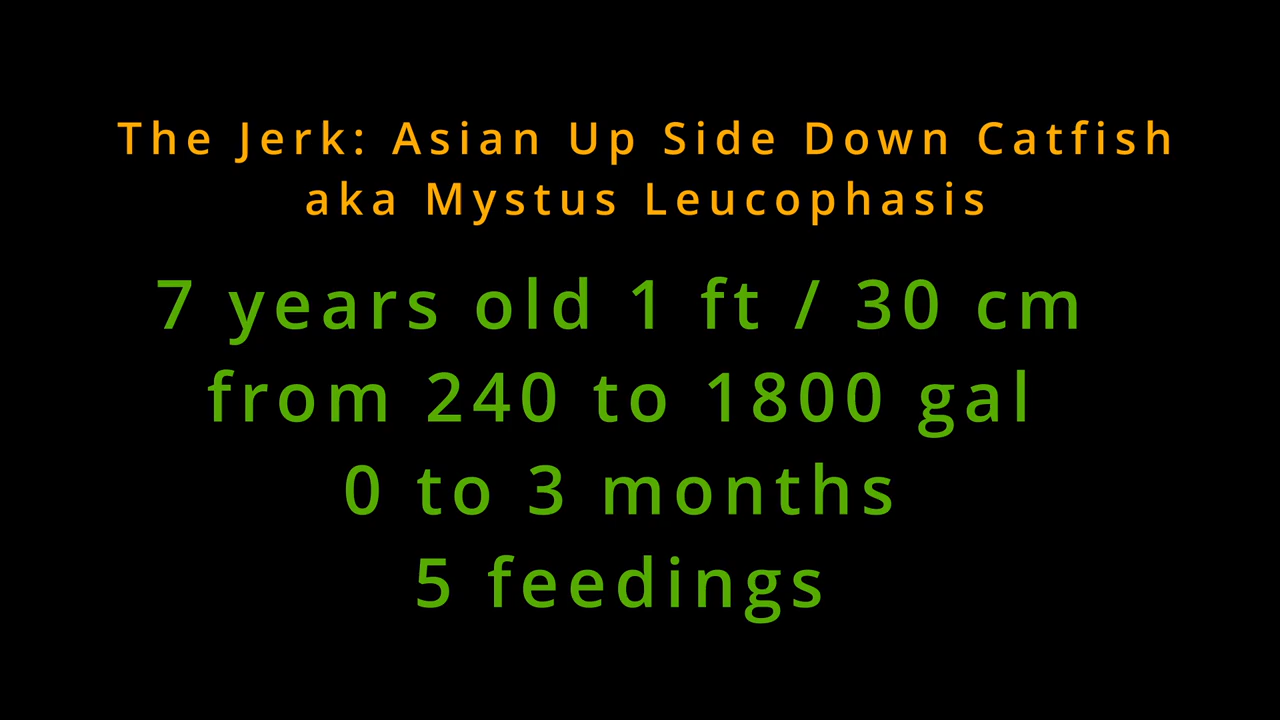 The Jerk: Asian Up Side Down Catfish
aka Mystus Leucophasis
7 years old 1 ft / 30 cm
from 240 to 1800 gal
0 to 3 months
5 feedings